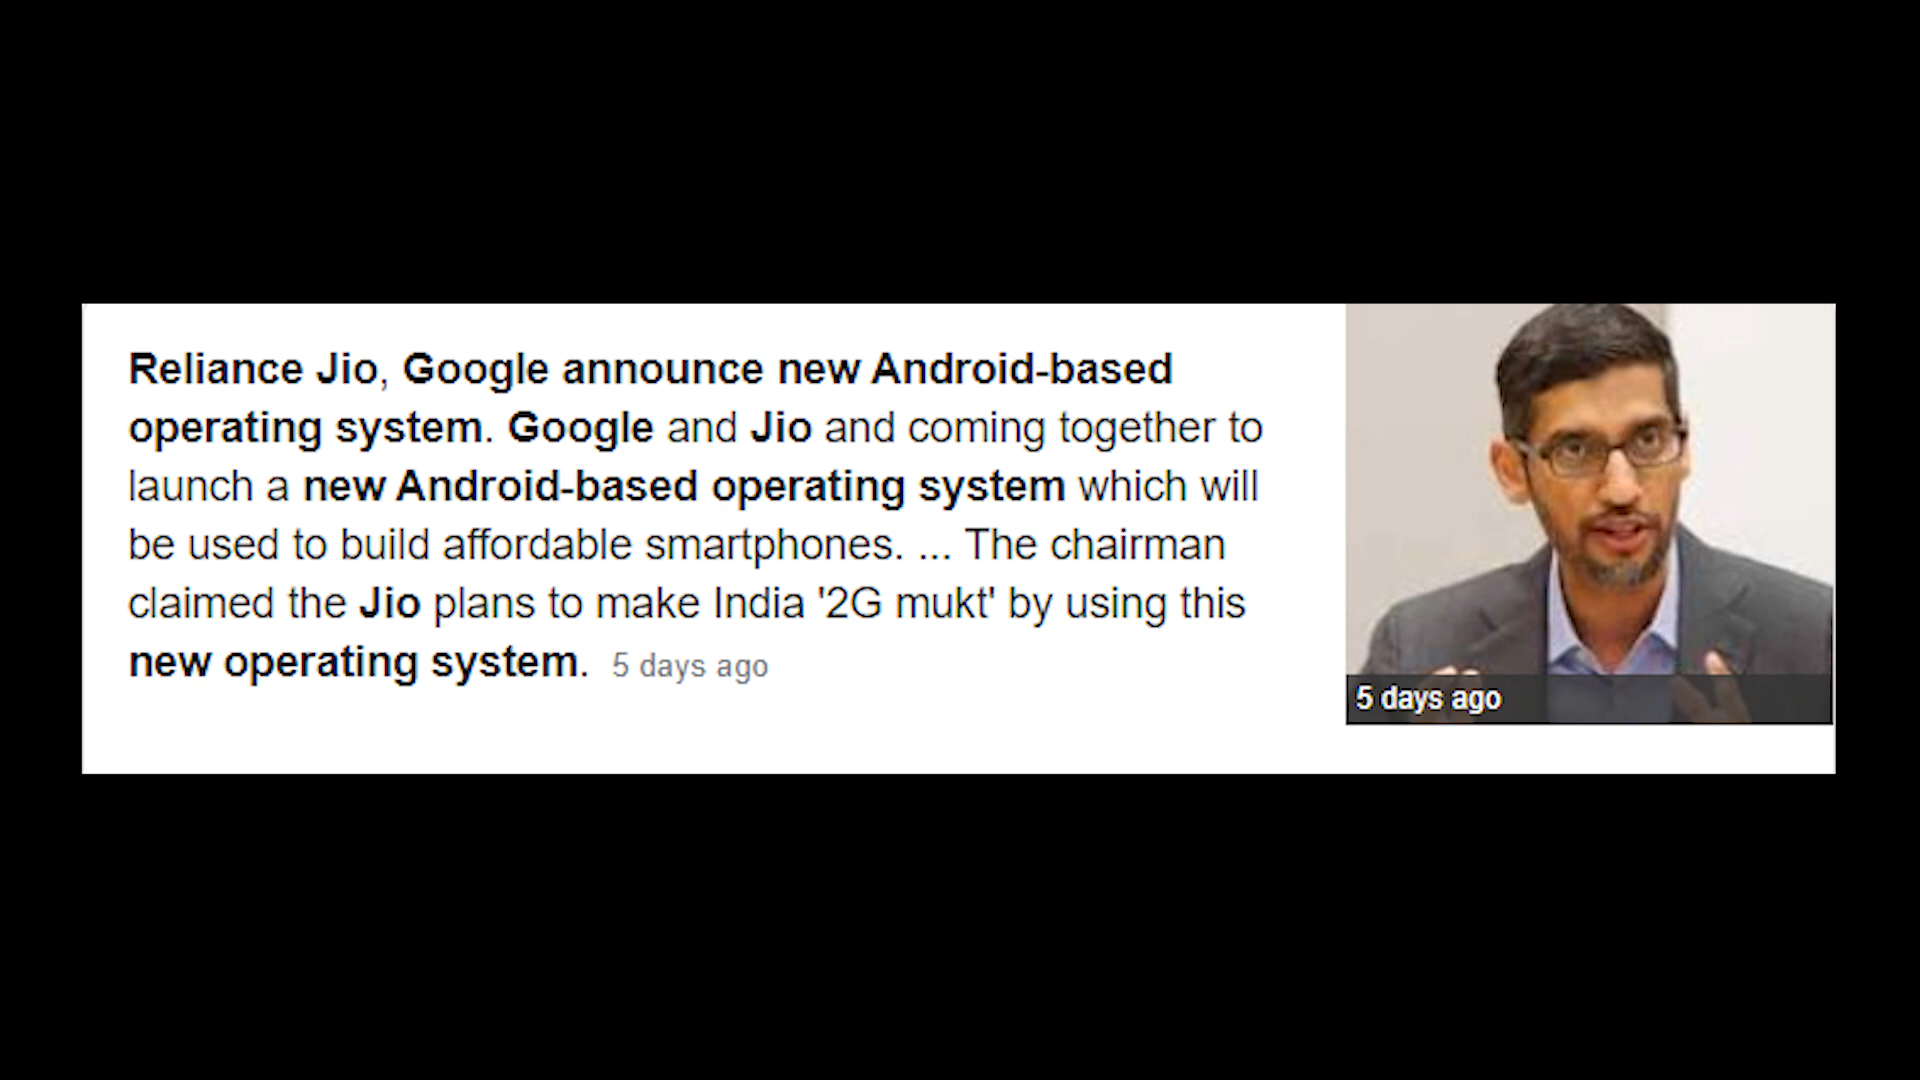 Reliance Jio, Google announce new Android-based
operating system. Google and Jio and coming together to
launch a new Android-based operating system which will
be used to build affordable smartphones. ... The chairman
claimed the Jio plans to make India '2G mukt' by using this
new operating system. 5 days ago
5 days ago